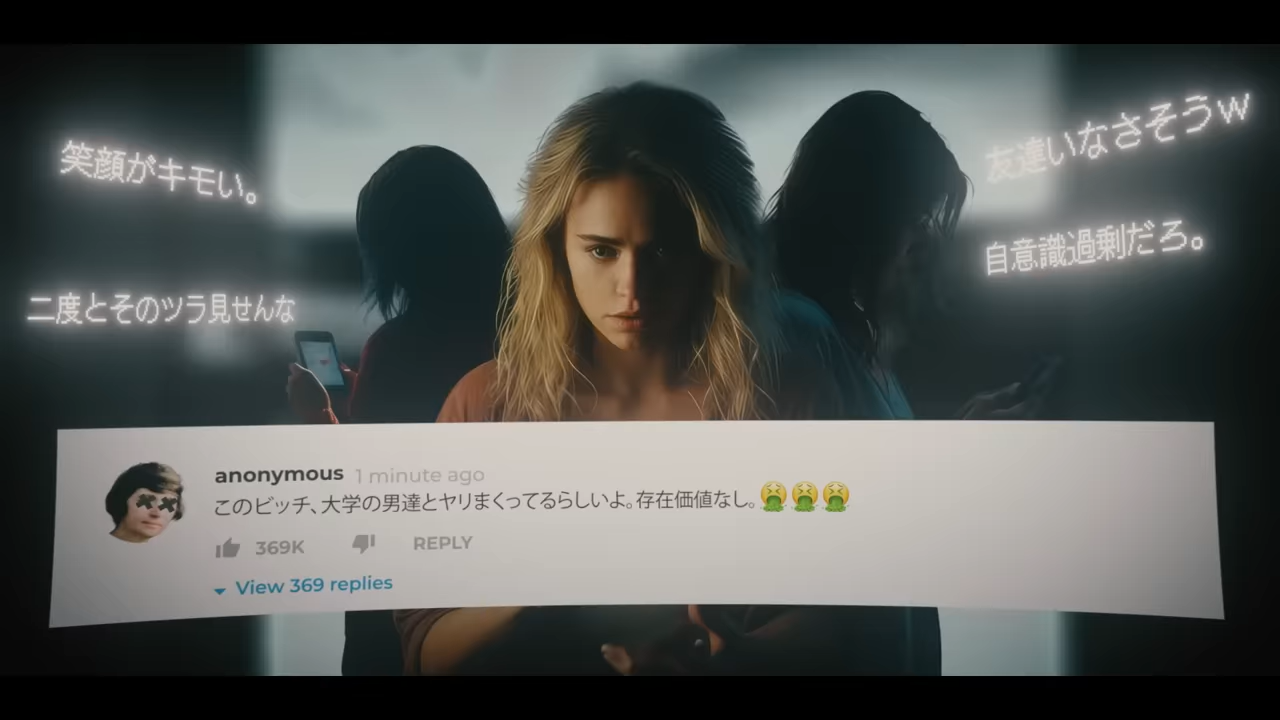 笑顔がキモい。
友達いなさそうｗ
自意識過剰だろ。
二度とそのツラ見せんな
anonymous 1 minute ago
このビッチ、大学の男達とヤリまくってるらしいよ。存在価値なし。🤮🤮🤮
369K REPLY
View 369 replies